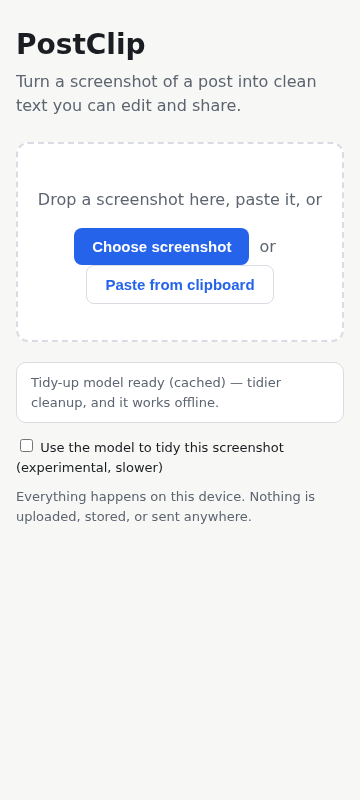 PostClip
Turn a screenshot of a post into clean
text you can edit and share.
Drop a screenshot here, paste it, or
Choose screenshot or
Paste from clipboard
Tidy-up model ready (cached) — tidier
cleanup, and it works offline.
Use the model to tidy this screenshot
(experimental, slower)
Everything happens on this device. Nothing is
uploaded, stored, or sent anywhere.